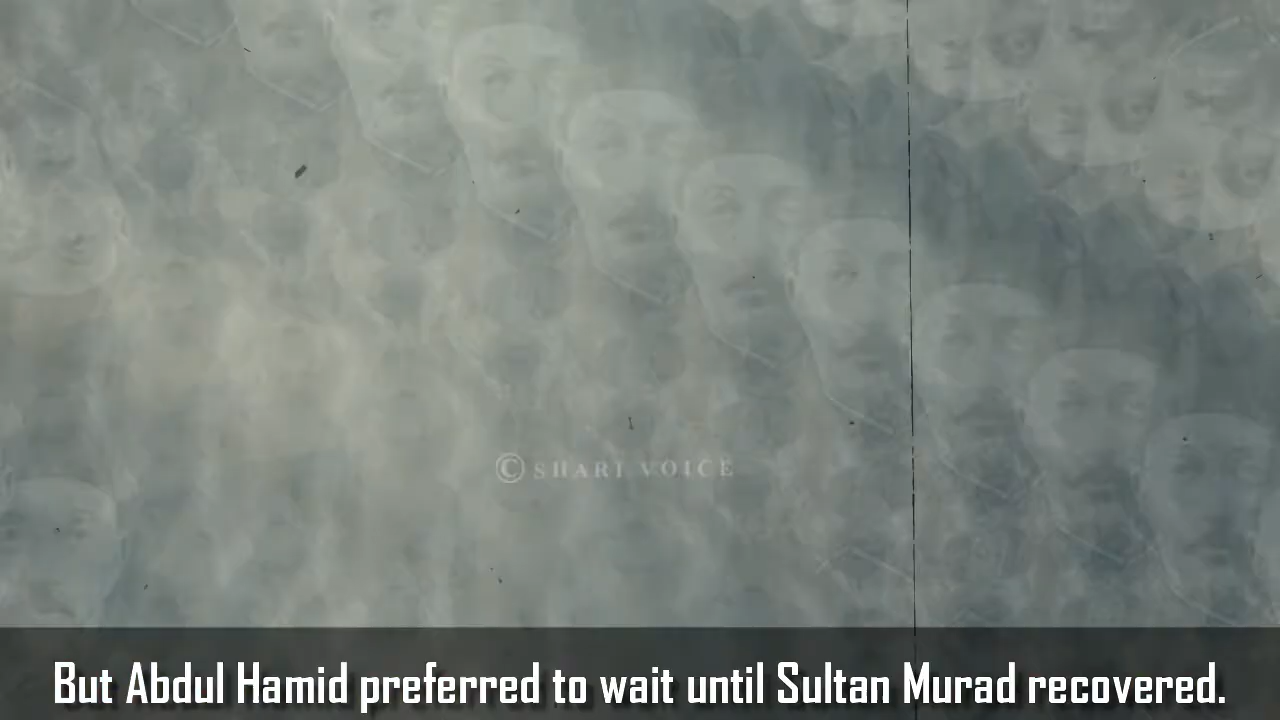 © SHARI VOICE
But Abdul Hamid preferred to wait until Sultan Murad recovered.